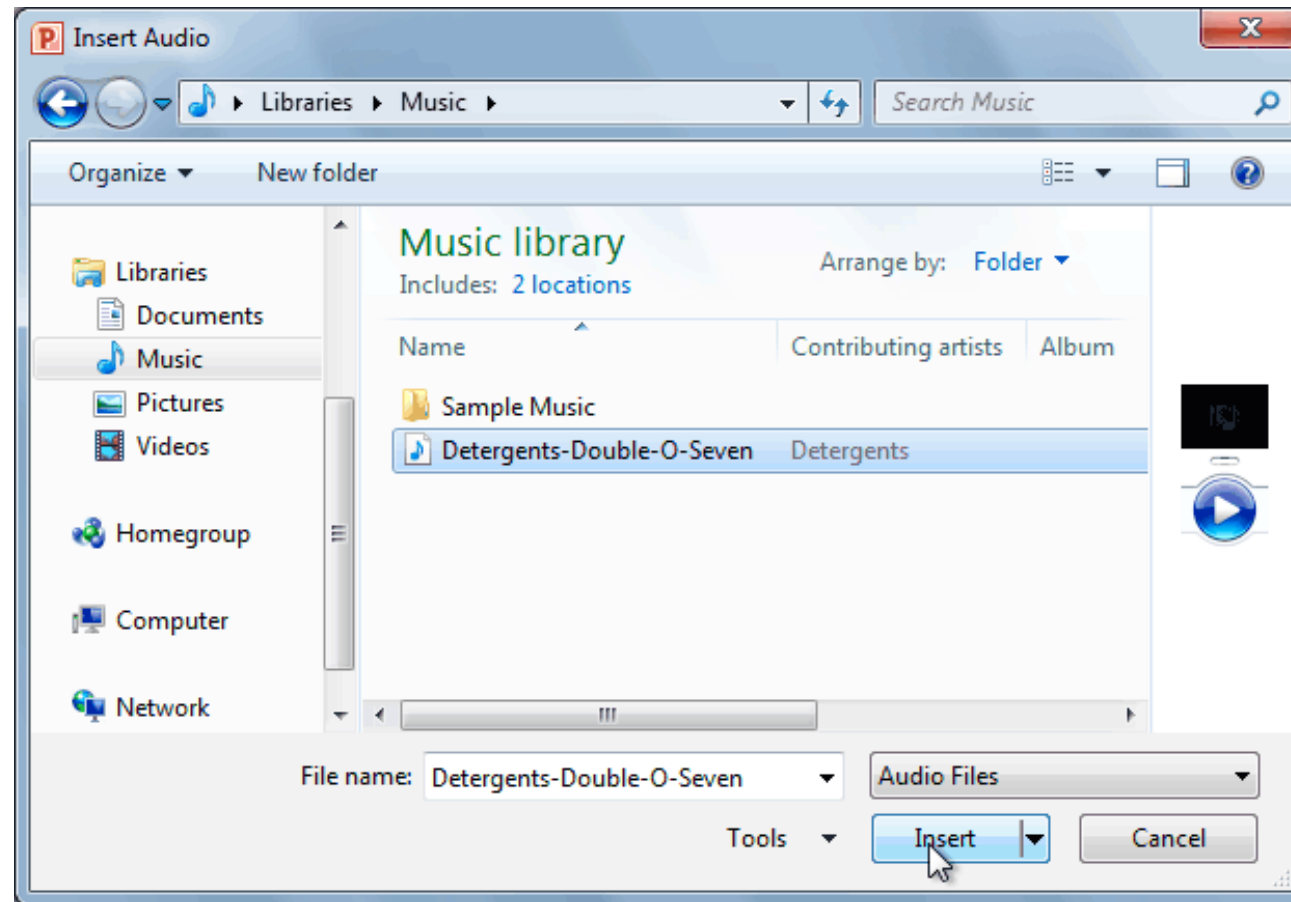 Insert Audio
Libraries Music Search Music
Organize New folder
Music library
Includes: 2 locations
Arrange by: Folder
Name Contributing artists Album
Sample Music
Detergents-Double-O-Seven Detergents
Libraries
Documents
Music
Pictures
Videos
Homegroup
Computer
Network
File name: Detergents-Double-O-Seven Audio Files
Tools Insert Cancel